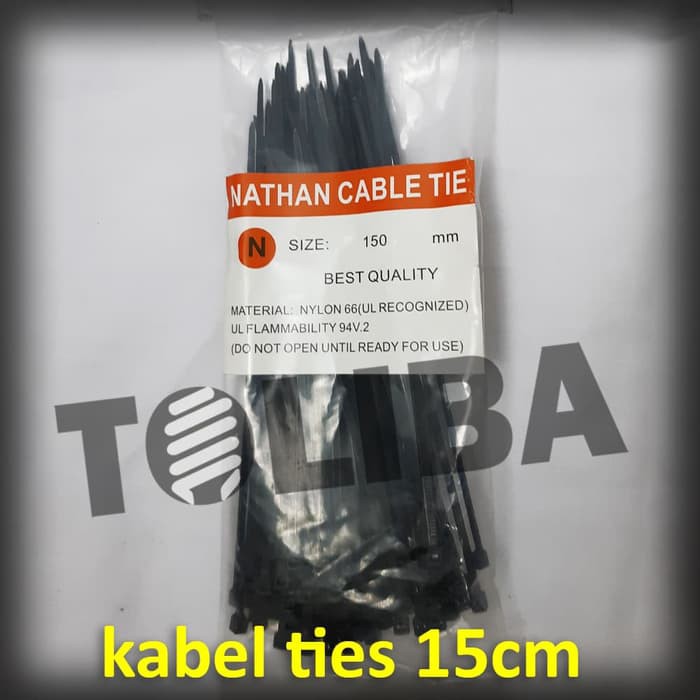 NATHAN CABLE TIE
N SIZE: 150 mm
BEST QUALITY
MATERIAL: NYLON 66(UL RECOGNIZED)
UL FLAMMABILITY 94V.2
(DO NOT OPEN UNTIL READY FOR USE)
TOLIBA
kabel ties 15cm